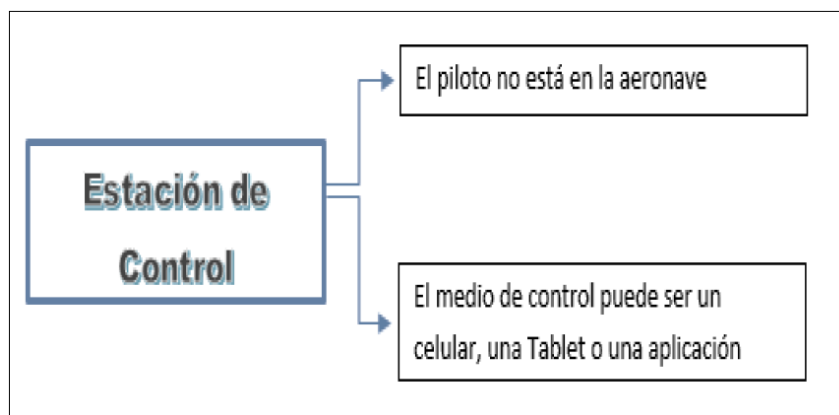 El piloto no está en la aeronave
Estación de
Control
El medio de control puede ser un
celular, una Tablet o una aplicación